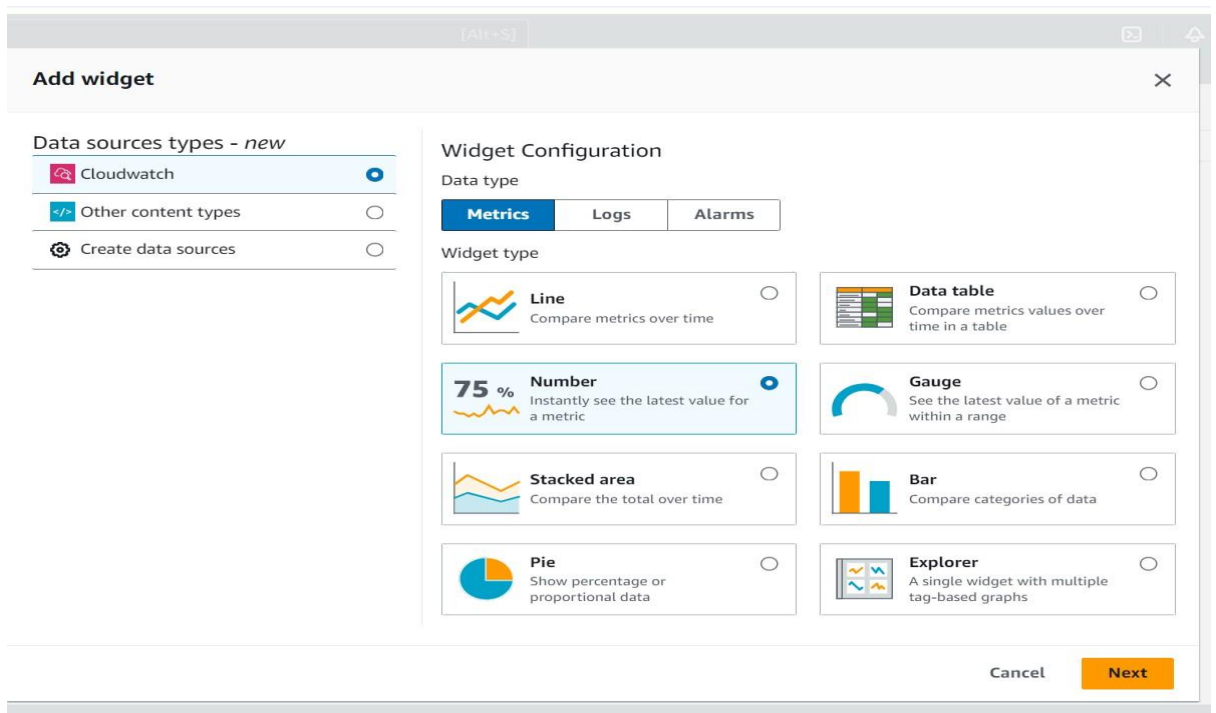 [Alt+S]
Add widget
Data sources types - new
Cloudwatch
</> Other content types
Create data sources
Widget Configuration
Data type
Metrics Logs Alarms
Widget type
Line
Compare metrics over time
Data table
Compare metrics values over
time in a table
75 %
Number
Instantly see the latest value for
a metric
Gauge
See the latest value of a metric
within a range
Stacked area
Compare the total over time
Bar
Compare categories of data
Pie
Show percentage or
proportional data
Explorer
A single widget with multiple
tag-based graphs
Cancel Next